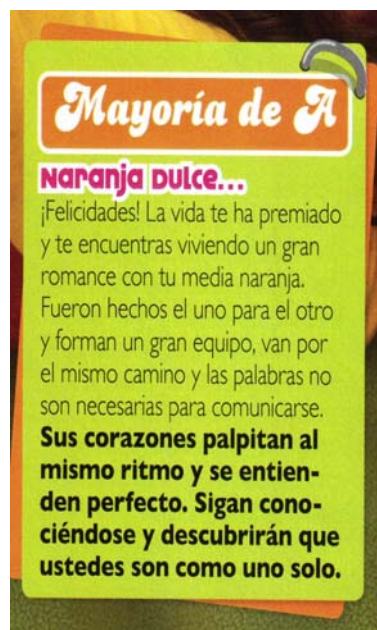 Mayoría de A
Naranja Dulce...
¡Felicidades! La vida te ha premiado
y te encuentras viviendo un gran
romance con tu media naranja.
Fueron hechos el uno para el otro
y forman un gran equipo, van por
el mismo camino y las palabras no
son necesarias para comunicarse.
Sus corazones palpitan al
mismo ritmo y se entien-
den perfecto. Sigan cono-
ciéndose y descubrirán que
ustedes son como uno solo.